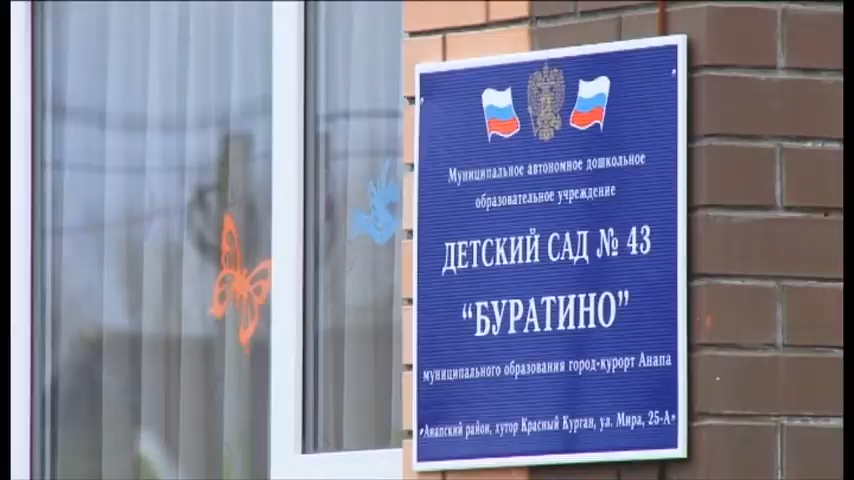 Муниципальное автономное дошкольное
образовательное учреждение
ДЕТСКИЙ САД № 43
“БУРАТИНО”
муниципального образования город-курорт Анапа
Анапский район, хутор Красный Курган, ул. Мира, 25-А